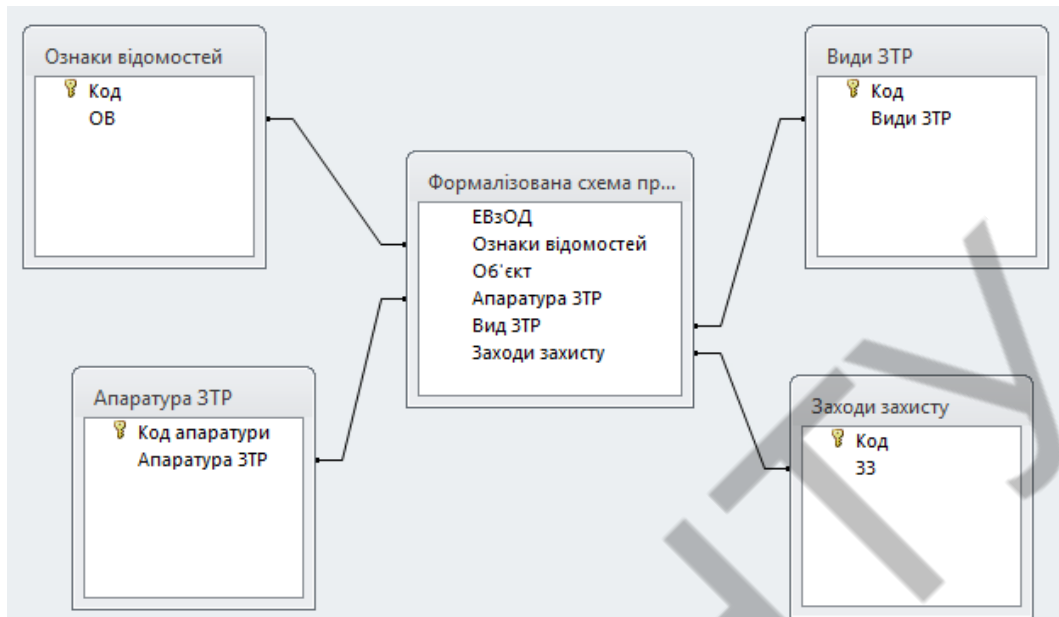 Ознаки відомостей
Код
ОВ
Види ЗТР
Код
Види ЗТР
Формалізована схема пр...
ЕВзОД
Ознаки відомостей
Об'єкт
Апаратура ЗТР
Вид ЗТР
Заходи захисту
Апаратура ЗТР
Код апаратури
Апаратура ЗТР
Заходи захисту
Код
ЗЗ